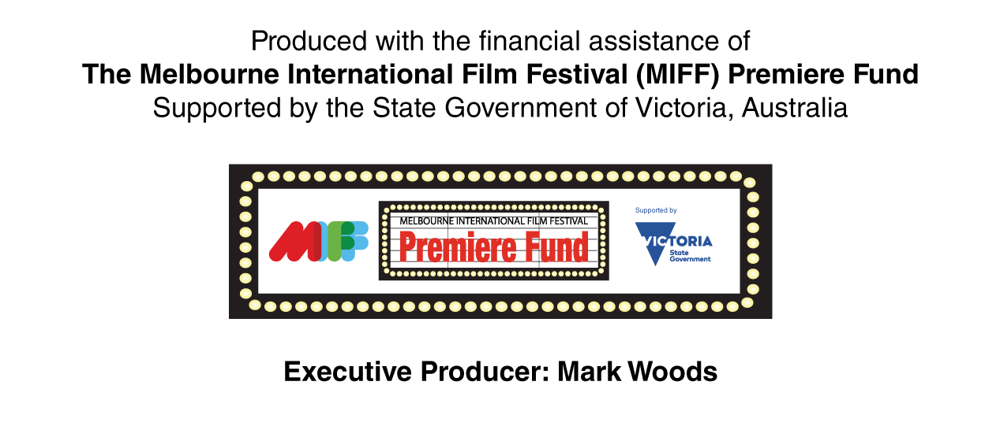 Produced with the financial assistance of
The Melbourne International Film Festival (MIFF) Premiere Fund
Supported by the State Government of Victoria, Australia
MIFF
MELBOURNE INTERNATIONAL FILM FESTIVAL
Premiere Fund
Supported by
VICTORIA
State
Government
Executive Producer: Mark Woods